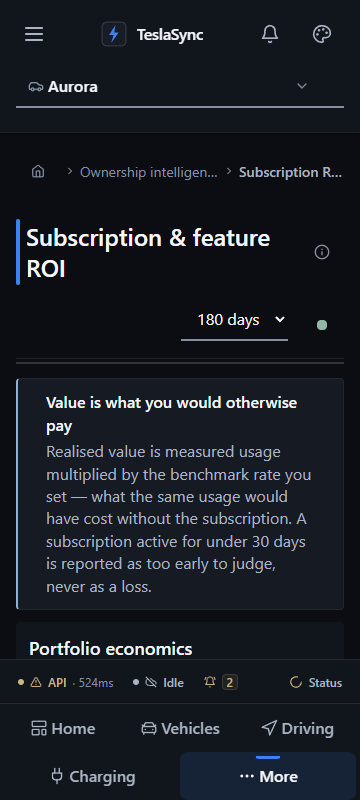 TeslaSync
Aurora
Ownership intelligen... Subscription R...
Subscription & feature
ROI
180 days
Value is what you would otherwise
pay
Realised value is measured usage
multiplied by the benchmark rate you
set — what the same usage would
have cost without the subscription. A
subscription active for under 30 days
is reported as too early to judge,
never as a loss.
Portfolio economics
API · 524ms Idle 2 Status
Home Vehicles Driving
Charging More